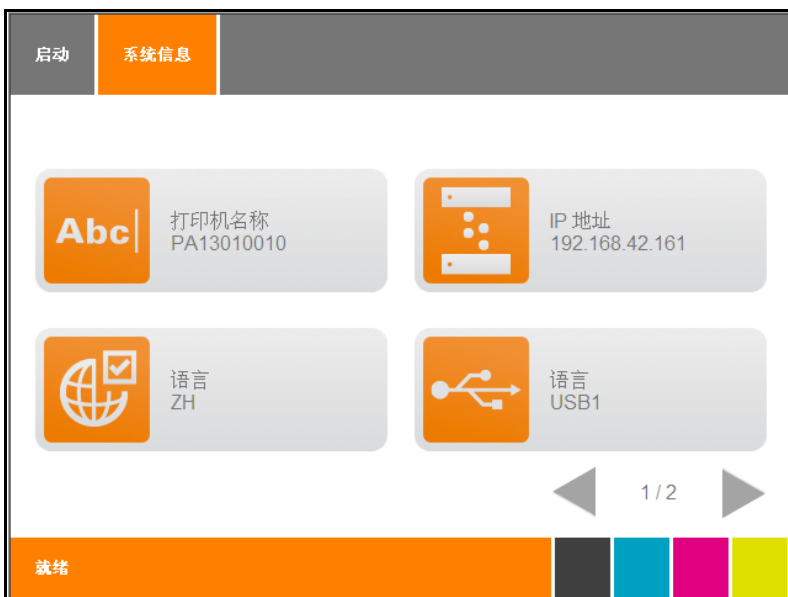 启动
系统信息
Abc
打印机名称
PA13010010
IP 地址
192.168.42.161
语言
ZH
语言
USB1
1 / 2
就绪